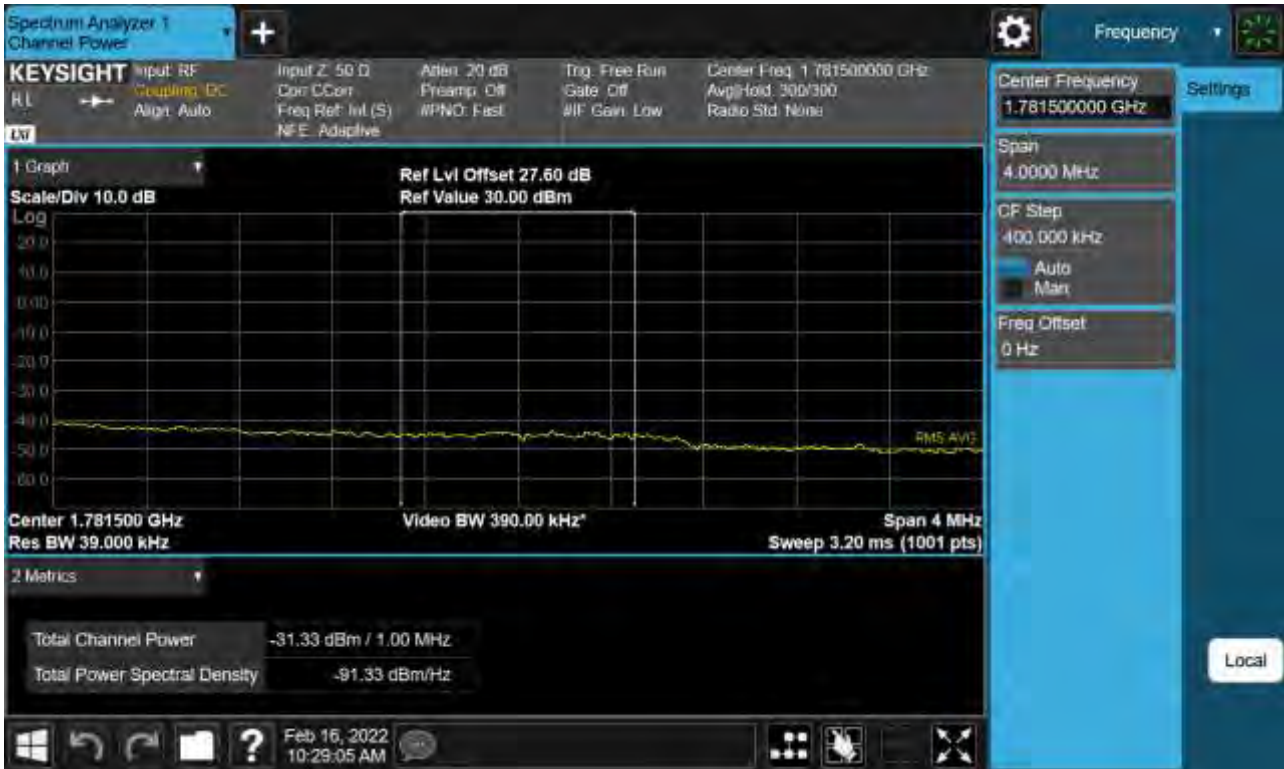 Spectrum Analyzer 1
Channel Power
Frequency
KEYSIGHT
RL
LXI
Input: RF
Coupling: DC
Align: Auto
Input Z: 50 Ω
Corr CCorr
Freq Ref: Int (S)
NFE: Adaptive
Atten: 20 dB
Preamp: Off
#PNO: Fast
Trig: Free Run
Gate: Off
#IF Gain: Low
Center Freq: 1.781500000 GHz
Avg|Hold: 300/300
Radio Std: None
1 Graph
Scale/Div 10.0 dB
Ref Lvl Offset 27.60 dB
Ref Value 30.00 dBm
Log
20.0
10.0
0.00
-10.0
-20.0
-30.0
-40.0
-50.0
-60.0
RMS AVG
Center 1.781500 GHz
Video BW 390.00 kHz*
Span 4 MHz
Res BW 39.000 kHz
Sweep 3.20 ms (1001 pts)
2 Metrics
Total Channel Power
-31.33 dBm / 1.00 MHz
Total Power Spectral Density
-91.33 dBm/Hz
Center Frequency
1.781500000 GHz
Settings
Span
4.0000 MHz
CF Step
400.000 kHz
Auto
Man
Freq Offset
0 Hz
Local
?
Feb 16, 2022
10:29:05 AM